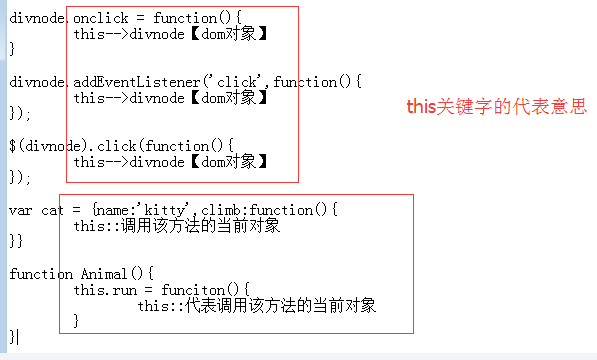 divnode.onclick = function(){
this-->divnode【dom对象】
}
divnode.addEventListener('click',function(){
this-->divnode【dom对象】
});
$(divnode).click(function(){
this-->divnode【dom对象】
});
this关键字的代表意思
var cat = {name:'kitty',climb:function(){
this::调用该方法的当前对象
}}
function Animal(){
this.run = funciton(){
this::代表调用该方法的当前对象
}
}